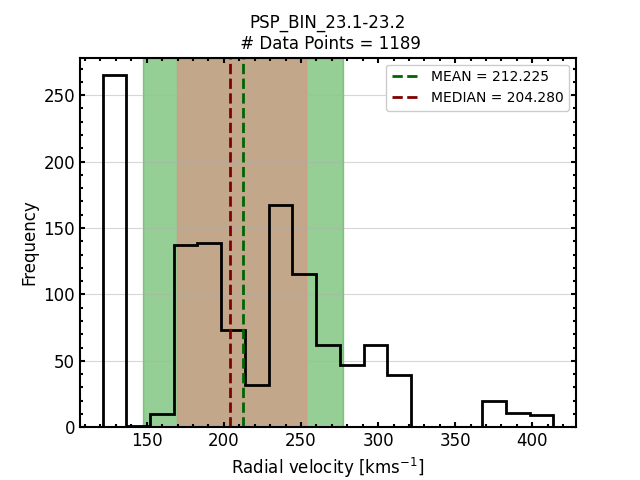 PSP_BIN_23.1-23.2
# Data Points = 1189
MEAN = 212.225
MEDIAN = 204.280
Frequency
250
200
150
100
50
0
150 200 250 300 350 400
Radial velocity [kms⁻¹]